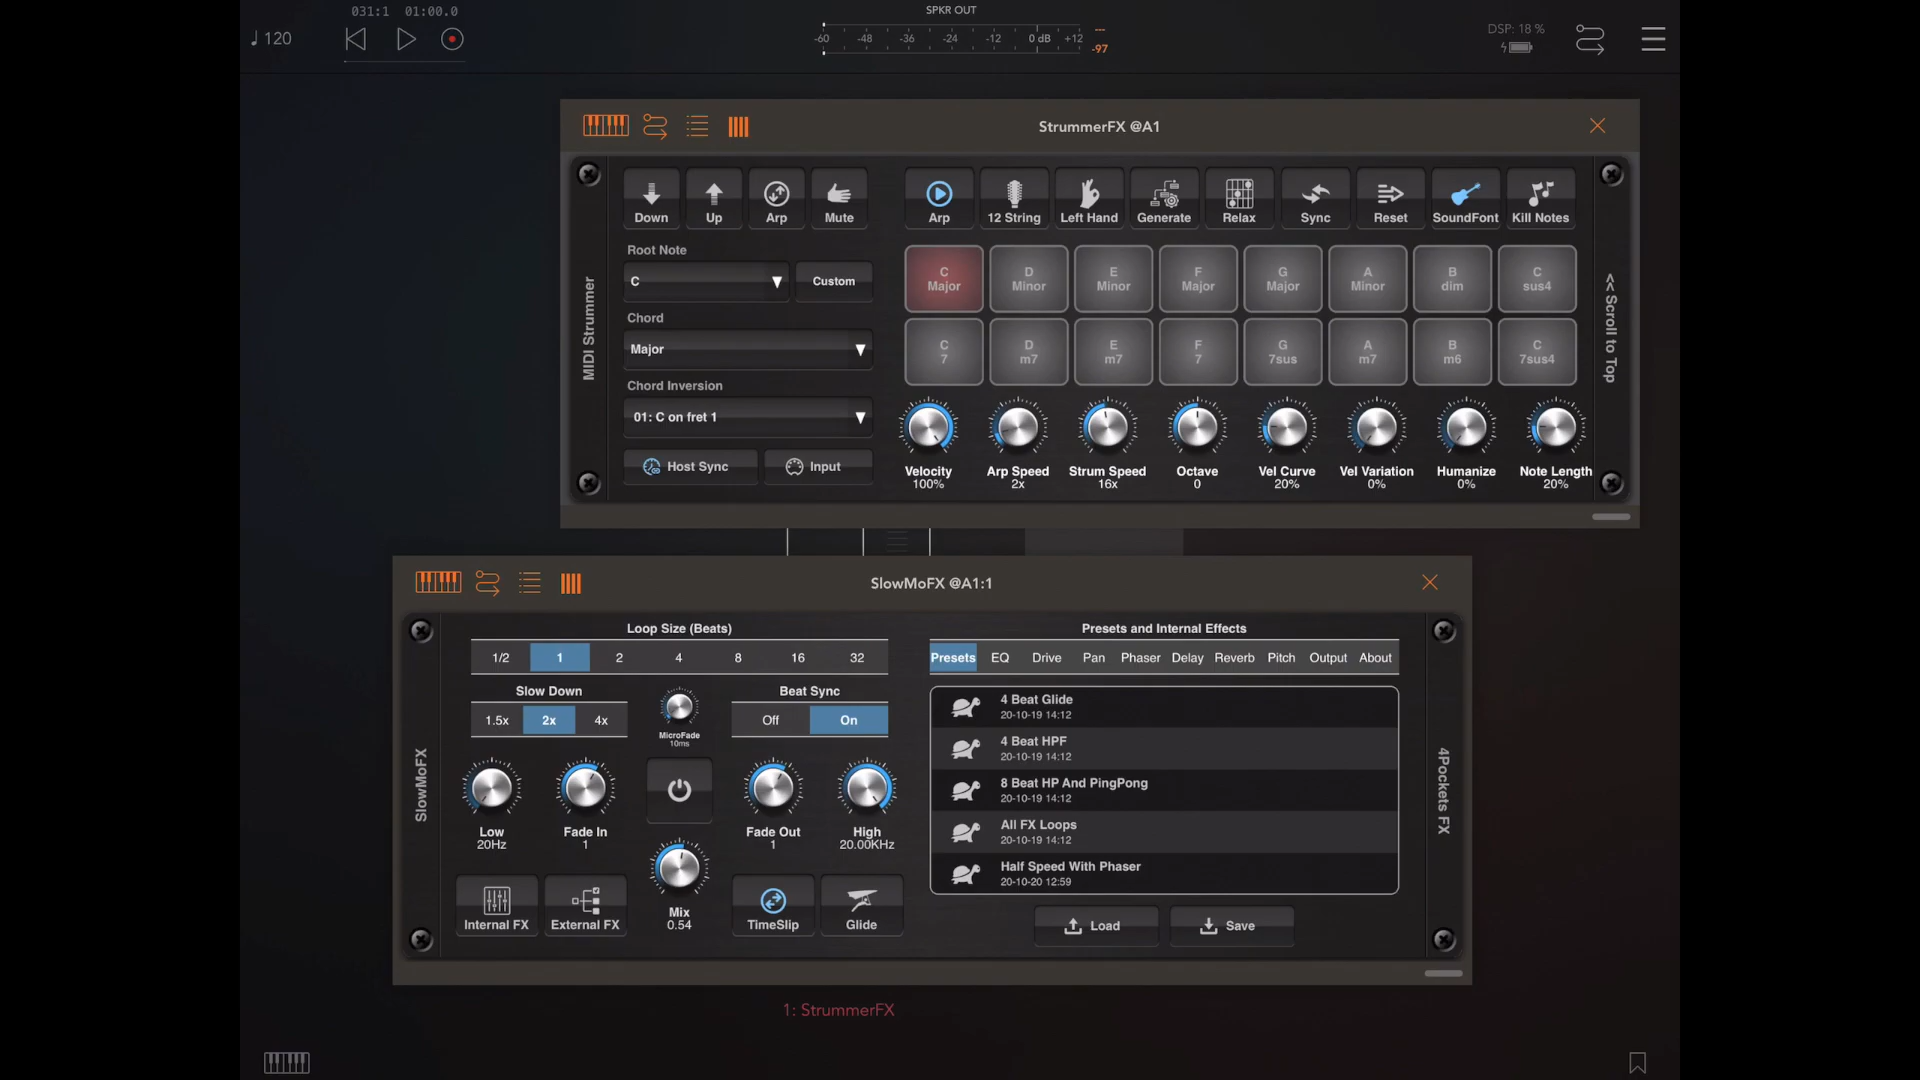 031:1 01:00.0
♩ 120
SPKR OUT
-60 -48 -36 -24 -12 0 dB +12
---
-97
DSP: 18 %
StrummerFX @A1
MIDI Strummer
Down Up Arp Mute
Arp 12 String Left Hand Generate Relax Sync Reset SoundFont Kill Notes
Root Note
C Custom
Chord
Major
Chord Inversion
01: C on fret 1
Host Sync Input
C Major
D Minor
E Minor
F Major
G Major
A Minor
B dim
C sus4
C 7
D m7
E m7
F 7
G 7sus
A m7
B m6
C 7sus4
Velocity Arp Speed Strum Speed Octave Vel Curve Vel Variation Humanize Note Length
100% 2x 16x 0 20% 0% 0% 20%
<< Scroll to Top
SlowMoFX @A1:1
SlowMoFX
Loop Size (Beats)
1/2 1 2 4 8 16 32
Slow Down
1.5x 2x 4x
MicroFade
10ms
Beat Sync
Off On
Low
20Hz
Fade In
1
Fade Out
1
High
20.00KHz
Mix
0.54
Internal FX External FX TimeSlip Glide
Presets and Internal Effects
Presets EQ Drive Pan Phaser Delay Reverb Pitch Output About
4 Beat Glide
20-10-19 14:12
4 Beat HPF
20-10-19 14:12
8 Beat HP And PingPong
20-10-19 14:12
All FX Loops
20-10-19 14:12
Half Speed With Phaser
20-10-20 12:59
Load Save
4Pockets FX
1: StrummerFX